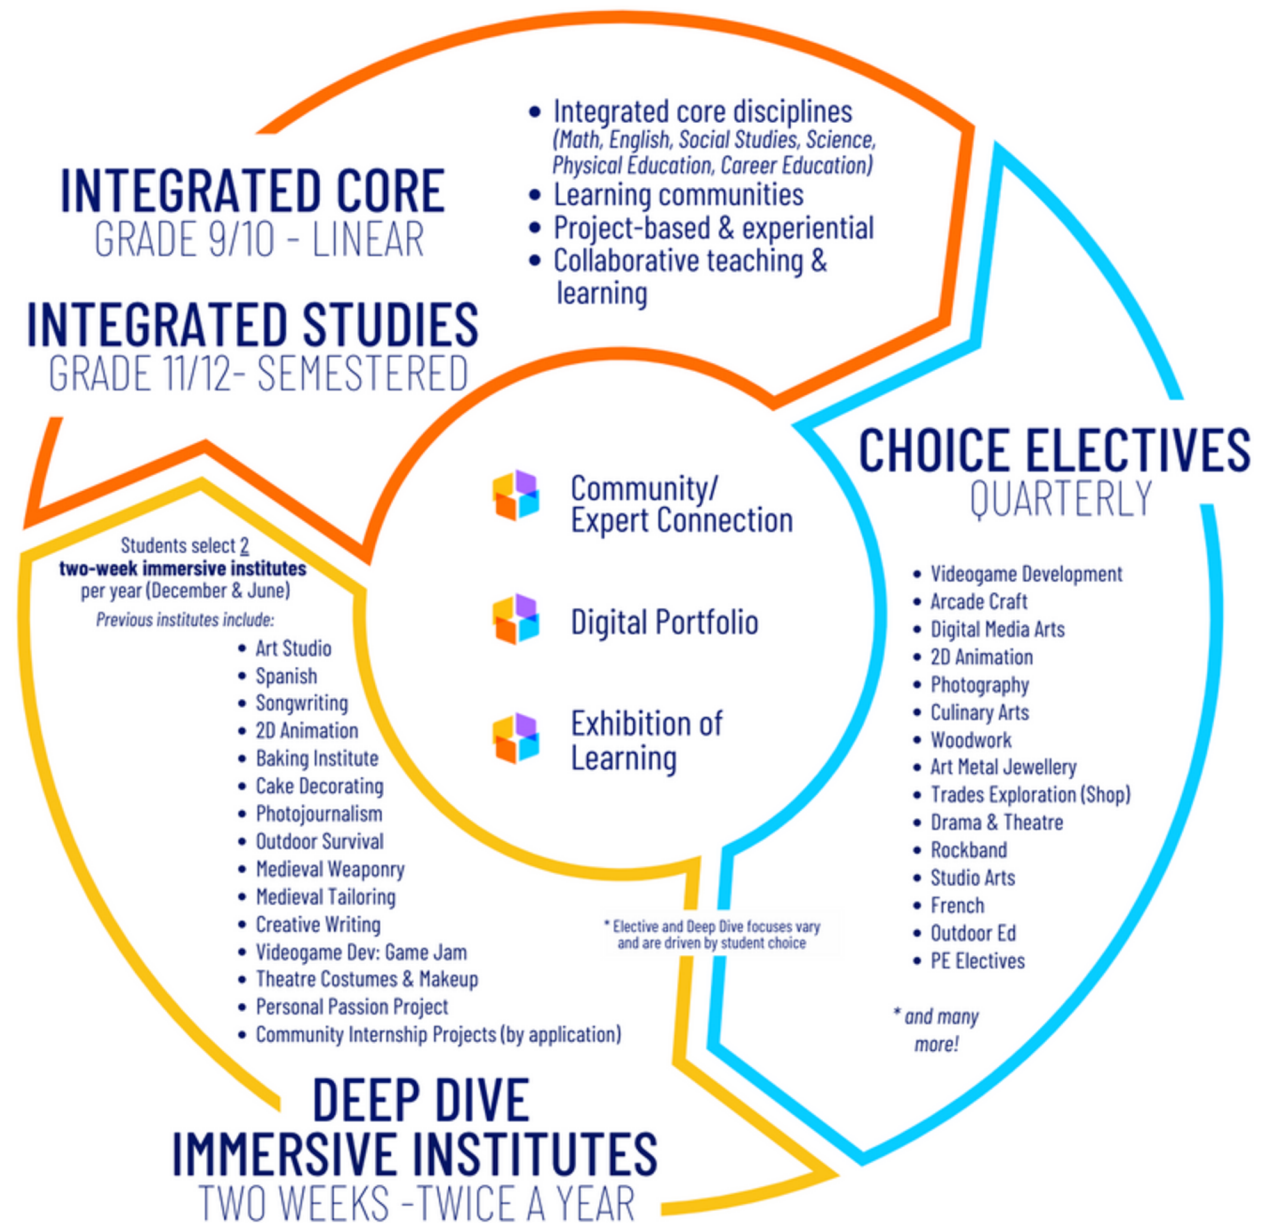 INTEGRATED CORE
GRADE 9/10 - LINEAR
INTEGRATED STUDIES
GRADE 11/12- SEMESTERED
• Integrated core disciplines
(Math, English, Social Studies, Science,
Physical Education, Career Education)
• Learning communities
• Project-based & experiential
• Collaborative teaching &
learning
CHOICE ELECTIVES
QUARTERLY
• Videogame Development
• Arcade Craft
• Digital Media Arts
• 2D Animation
• Photography
• Culinary Arts
• Woodwork
• Art Metal Jewellery
• Trades Exploration (Shop)
• Drama & Theatre
• Rockband
• Studio Arts
• French
• Outdoor Ed
• PE Electives
* and many
more!
Community/
Expert Connection
Digital Portfolio
Exhibition of
Learning
Students select 2
two-week immersive institutes
per year (December & June)
Previous institutes include:
• Art Studio
• Spanish
• Songwriting
• 2D Animation
• Baking Institute
• Cake Decorating
• Photojournalism
• Outdoor Survival
• Medieval Weaponry
• Medieval Tailoring
• Creative Writing
• Videogame Dev: Game Jam
• Theatre Costumes & Makeup
• Personal Passion Project
• Community Internship Projects (by application)
* Elective and Deep Dive focuses vary
and are driven by student choice
DEEP DIVE
IMMERSIVE INSTITUTES
TWO WEEKS -TWICE A YEAR